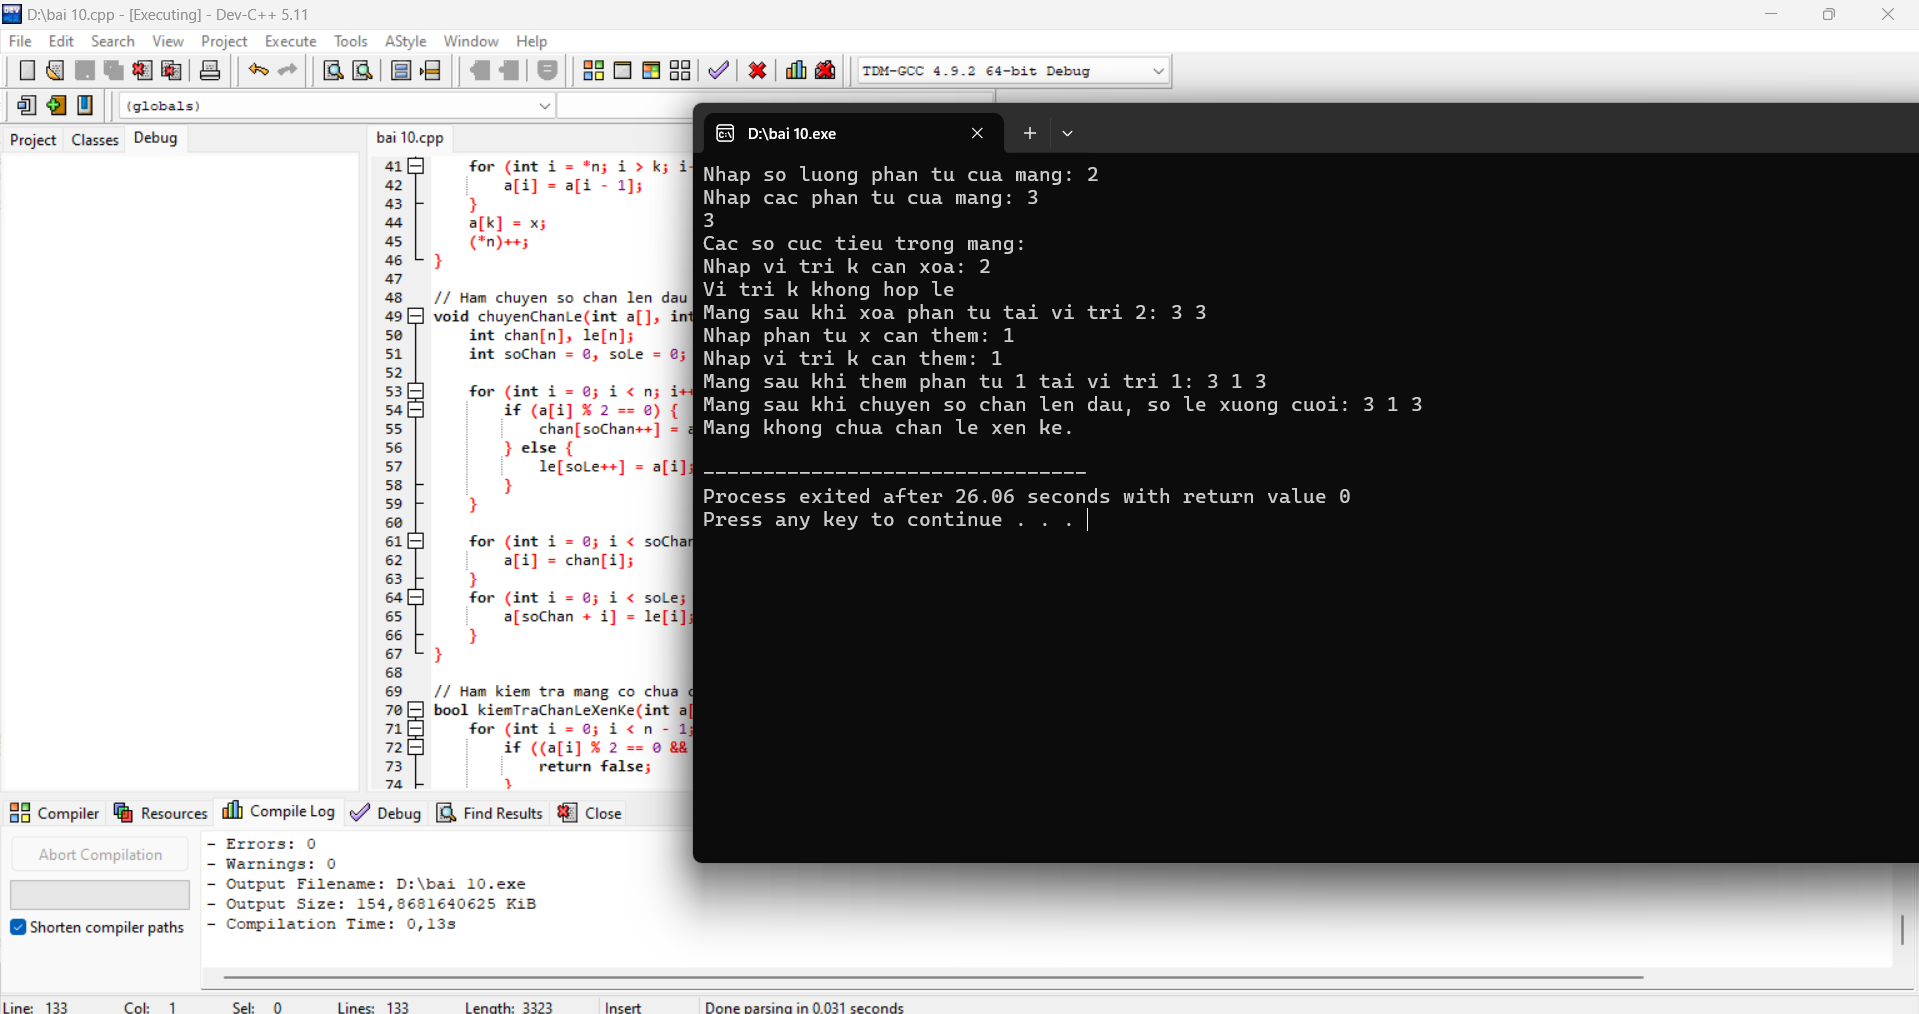 D:\bai 10.cpp - [Executing] - Dev-C++ 5.11
File Edit Search View Project Execute Tools AStyle Window Help
TDM-GCC 4.9.2 64-bit Debug
(globals)
Project Classes Debug
bai 10.cpp
41 for (int i = *n; i > k; i-
42 a[i] = a[i - 1];
43 }
44 a[k] = x;
45 (*n)++;
46 }
47
48 // Ham chuyen so chan len dau
49 void chuyenChanLe(int a[], int
50 int chan[n], le[n];
51 int soChan = 0, soLe = 0;
52
53 for (int i = 0; i < n; i++
54 if (a[i] % 2 == 0) {
55 chan[soChan++] = a
56 } else {
57 le[soLe++] = a[i];
58 }
59 }
60
61 for (int i = 0; i < soChan
62 a[i] = chan[i];
63 }
64 for (int i = 0; i < soLe;
65 a[soChan + i] = le[i];
66 }
67 }
68
69 // Ham kiem tra mang co chua c
70 bool kiemTraChanLeXenKe(int a[
71 for (int i = 0; i < n - 1;
72 if ((a[i] % 2 == 0 &&
73 return false;
74 }
D:\bai 10.exe
Nhap so luong phan tu cua mang: 2
Nhap cac phan tu cua mang: 3
3
Cac so cuc tieu trong mang:
Nhap vi tri k can xoa: 2
Vi tri k khong hop le
Mang sau khi xoa phan tu tai vi tri 2: 3 3
Nhap phan tu x can them: 1
Nhap vi tri k can them: 1
Mang sau khi them phan tu 1 tai vi tri 1: 3 1 3
Mang sau khi chuyen so chan len dau, so le xuong cuoi: 3 1 3
Mang khong chua chan le xen ke.
--------------------------------
Process exited after 26.06 seconds with return value 0
Press any key to continue . . .
Compiler Resources Compile Log Debug Find Results Close
Abort Compilation
Shorten compiler paths
- Errors: 0
- Warnings: 0
- Output Filename: D:\bai 10.exe
- Output Size: 154,8681640625 KiB
- Compilation Time: 0,13s
Line: 133 Col: 1 Sel: 0 Lines: 133 Length: 3323 Insert Done parsing in 0.031 seconds